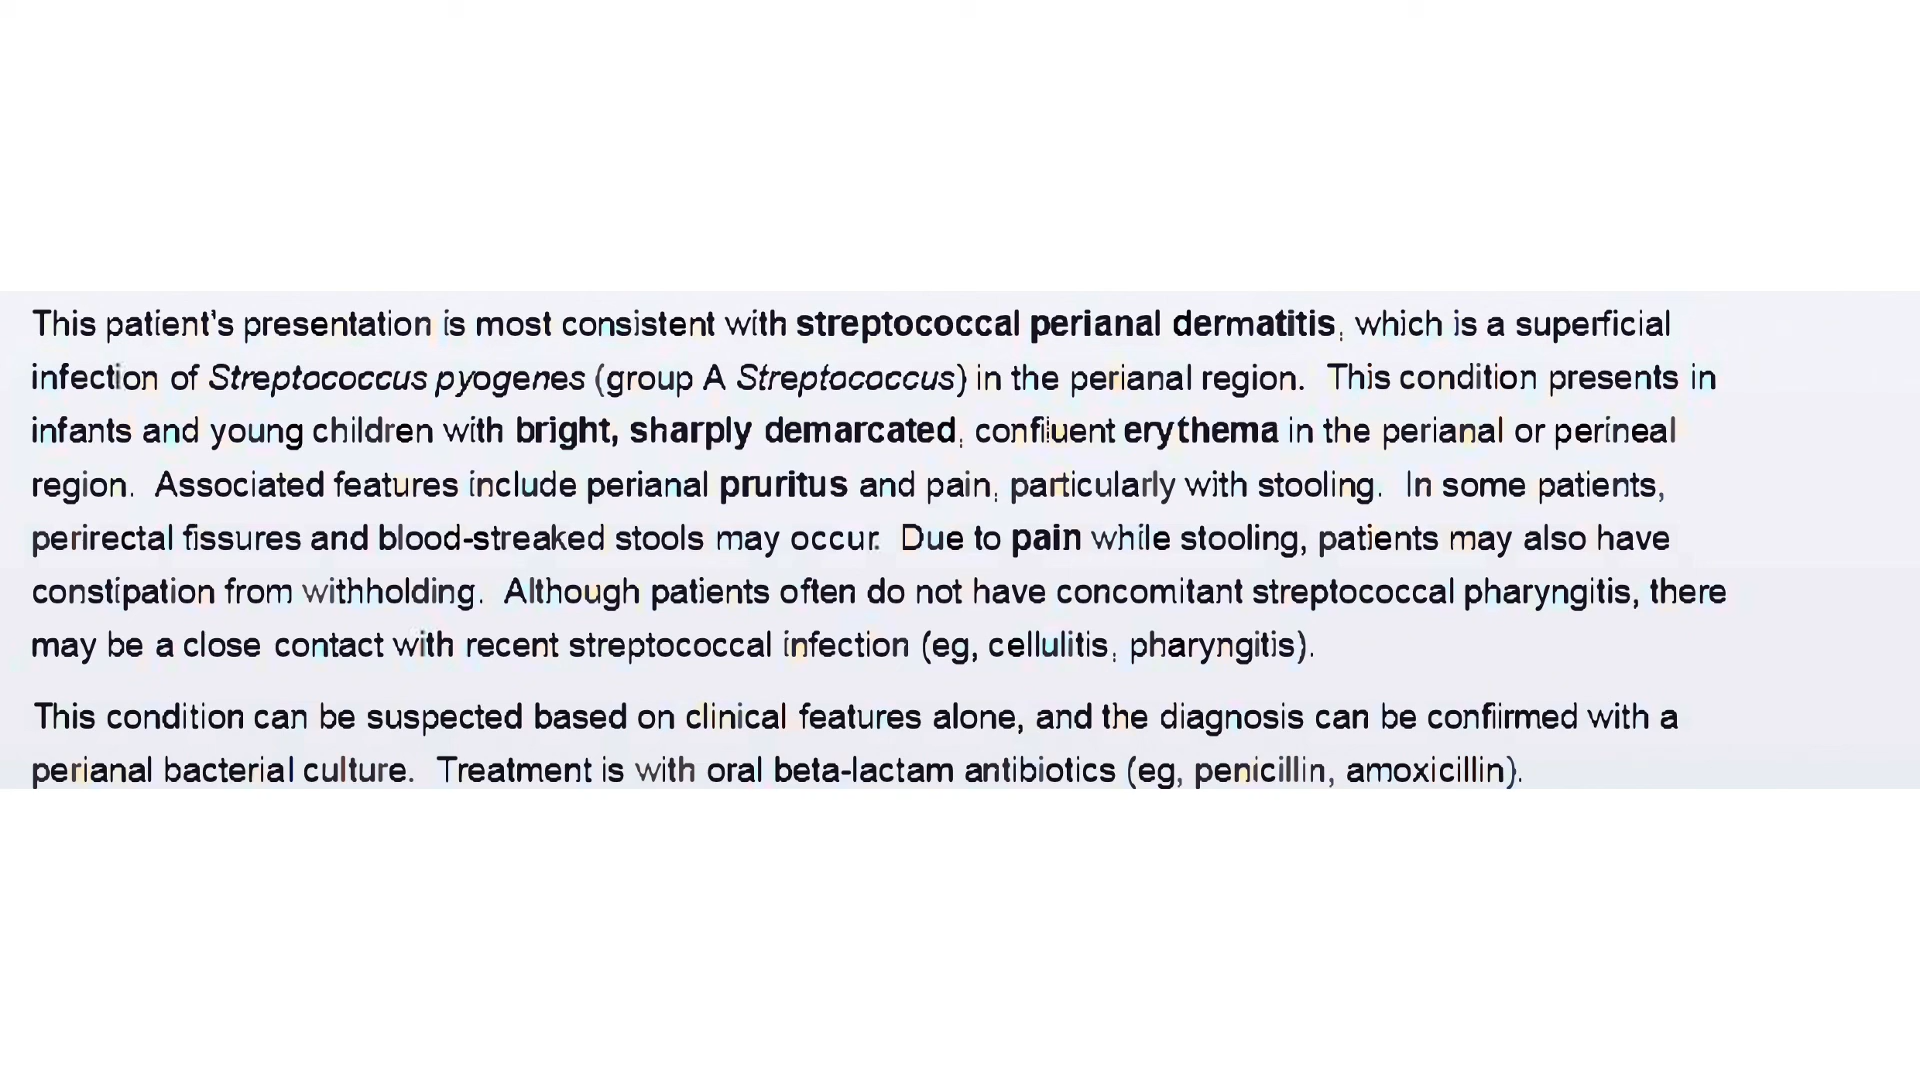 This patient's presentation is most consistent with streptococcal perianal dermatitis, which is a superficial
infection of Streptococcus pyogenes (group A Streptococcus) in the perianal region. This condition presents in
infants and young children with bright, sharply demarcated, confluent erythema in the perianal or perineal
region. Associated features include perianal pruritus and pain, particularly with stooling. In some patients,
perirectal fissures and blood-streaked stools may occur. Due to pain while stooling, patients may also have
constipation from withholding. Although patients often do not have concomitant streptococcal pharyngitis, there
may be a close contact with recent streptococcal infection (eg, cellulitis, pharyngitis).
This condition can be suspected based on clinical features alone, and the diagnosis can be confirmed with a
perianal bacterial culture. Treatment is with oral beta-lactam antibiotics (eg, penicillin, amoxicillin).